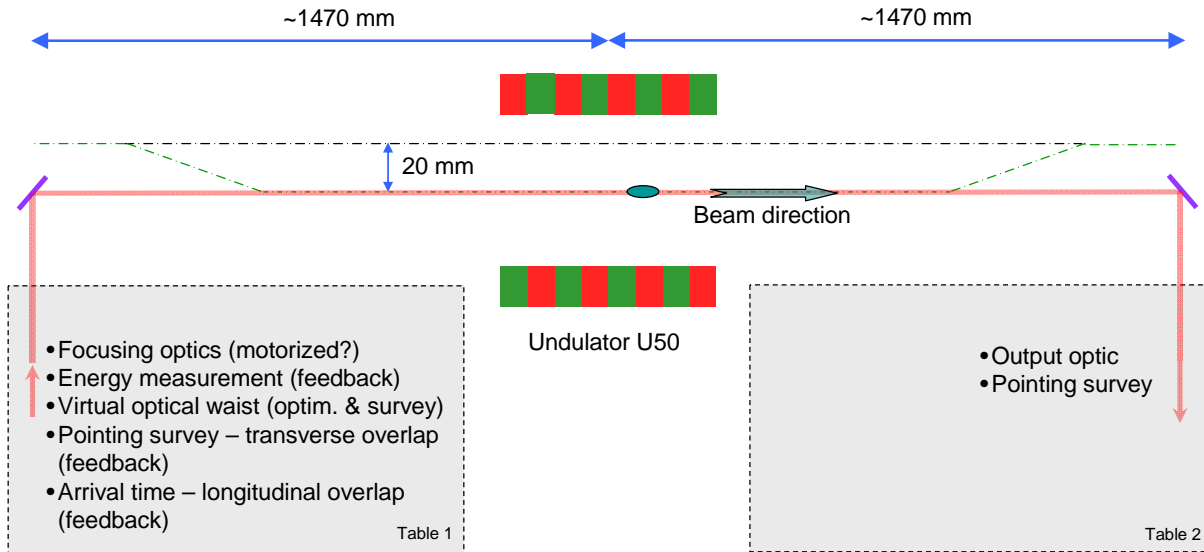 ~1470 mm
~1470 mm
20 mm
Beam direction
Undulator U50
•Focusing optics (motorized?)
•Energy measurement (feedback)
•Virtual optical waist (optim. & survey)
•Pointing survey – transverse overlap
(feedback)
•Arrival time – longitudinal overlap
(feedback)
Table 1
•Output optic
•Pointing survey
Table 2